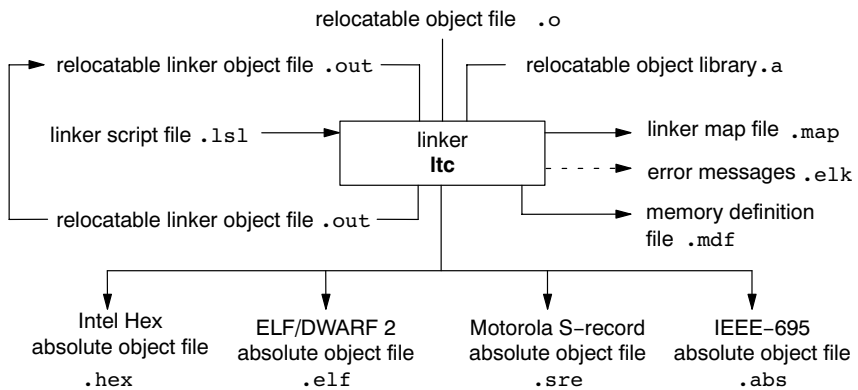 relocatable object file .o
relocatable linker object file .out
relocatable object library.a
linker script file .lsl
linker
ltc
linker map file .map
error messages .elk
relocatable linker object file .out
memory definition
file .mdf
Intel Hex
absolute object file
.hex
ELF/DWARF 2
absolute object file
.elf
Motorola S−record
absolute object file
.sre
IEEE−695
absolute object file
.abs